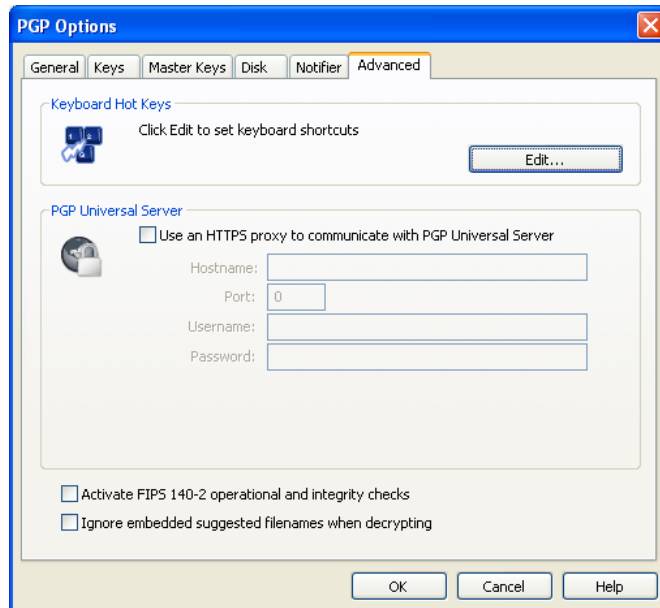 PGP Options
General Keys Master Keys Disk Notifier Advanced
Keyboard Hot Keys
Click Edit to set keyboard shortcuts
Edit...
PGP Universal Server
Use an HTTPS proxy to communicate with PGP Universal Server
Hostname:
Port: 0
Username:
Password:
Activate FIPS 140-2 operational and integrity checks
Ignore embedded suggested filenames when decrypting
OK Cancel Help